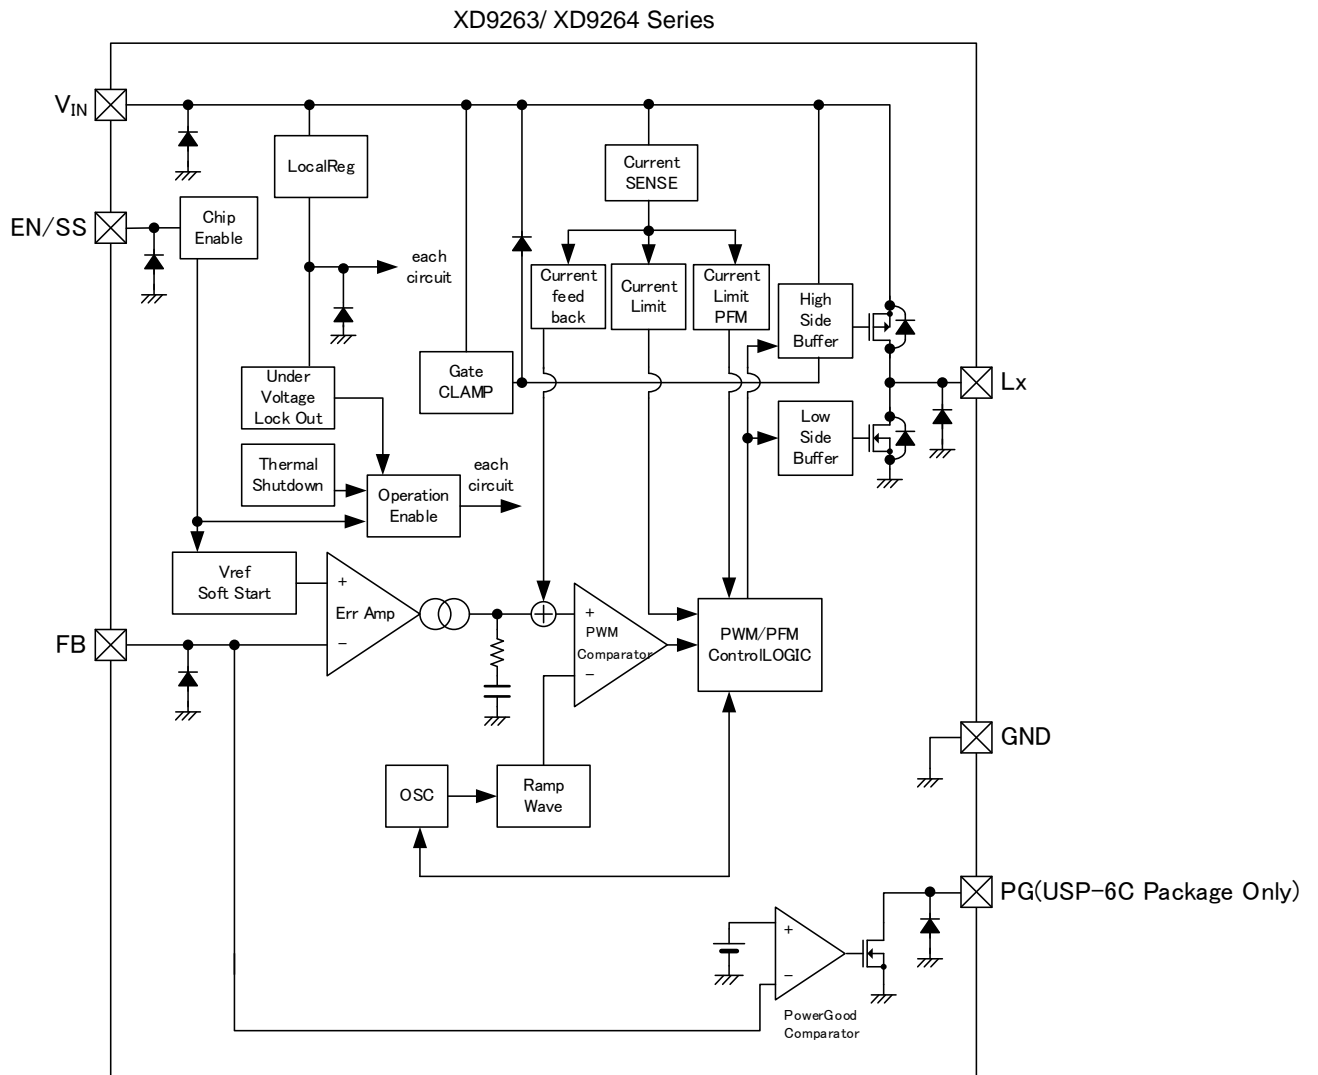 XD9263/ XD9264 Series
VIN
LocalReg
Current
SENSE
EN/SS
Chip
Enable
each
circuit
Current
feed
back
Current
Limit
Current
Limit
PFM
High
Side
Buffer
Under
Voltage
Lock Out
Gate
CLAMP
Lx
Low
Side
Buffer
Thermal
Shutdown
Operation
Enable
each
circuit
Vref
Soft Start
+
Err Amp
−
+
PWM
Comparator
−
PWM/PFM
ControlLOGIC
FB
GND
OSC
Ramp
Wave
PG(USP-6C Package Only)
+
−
PowerGood
Comparator